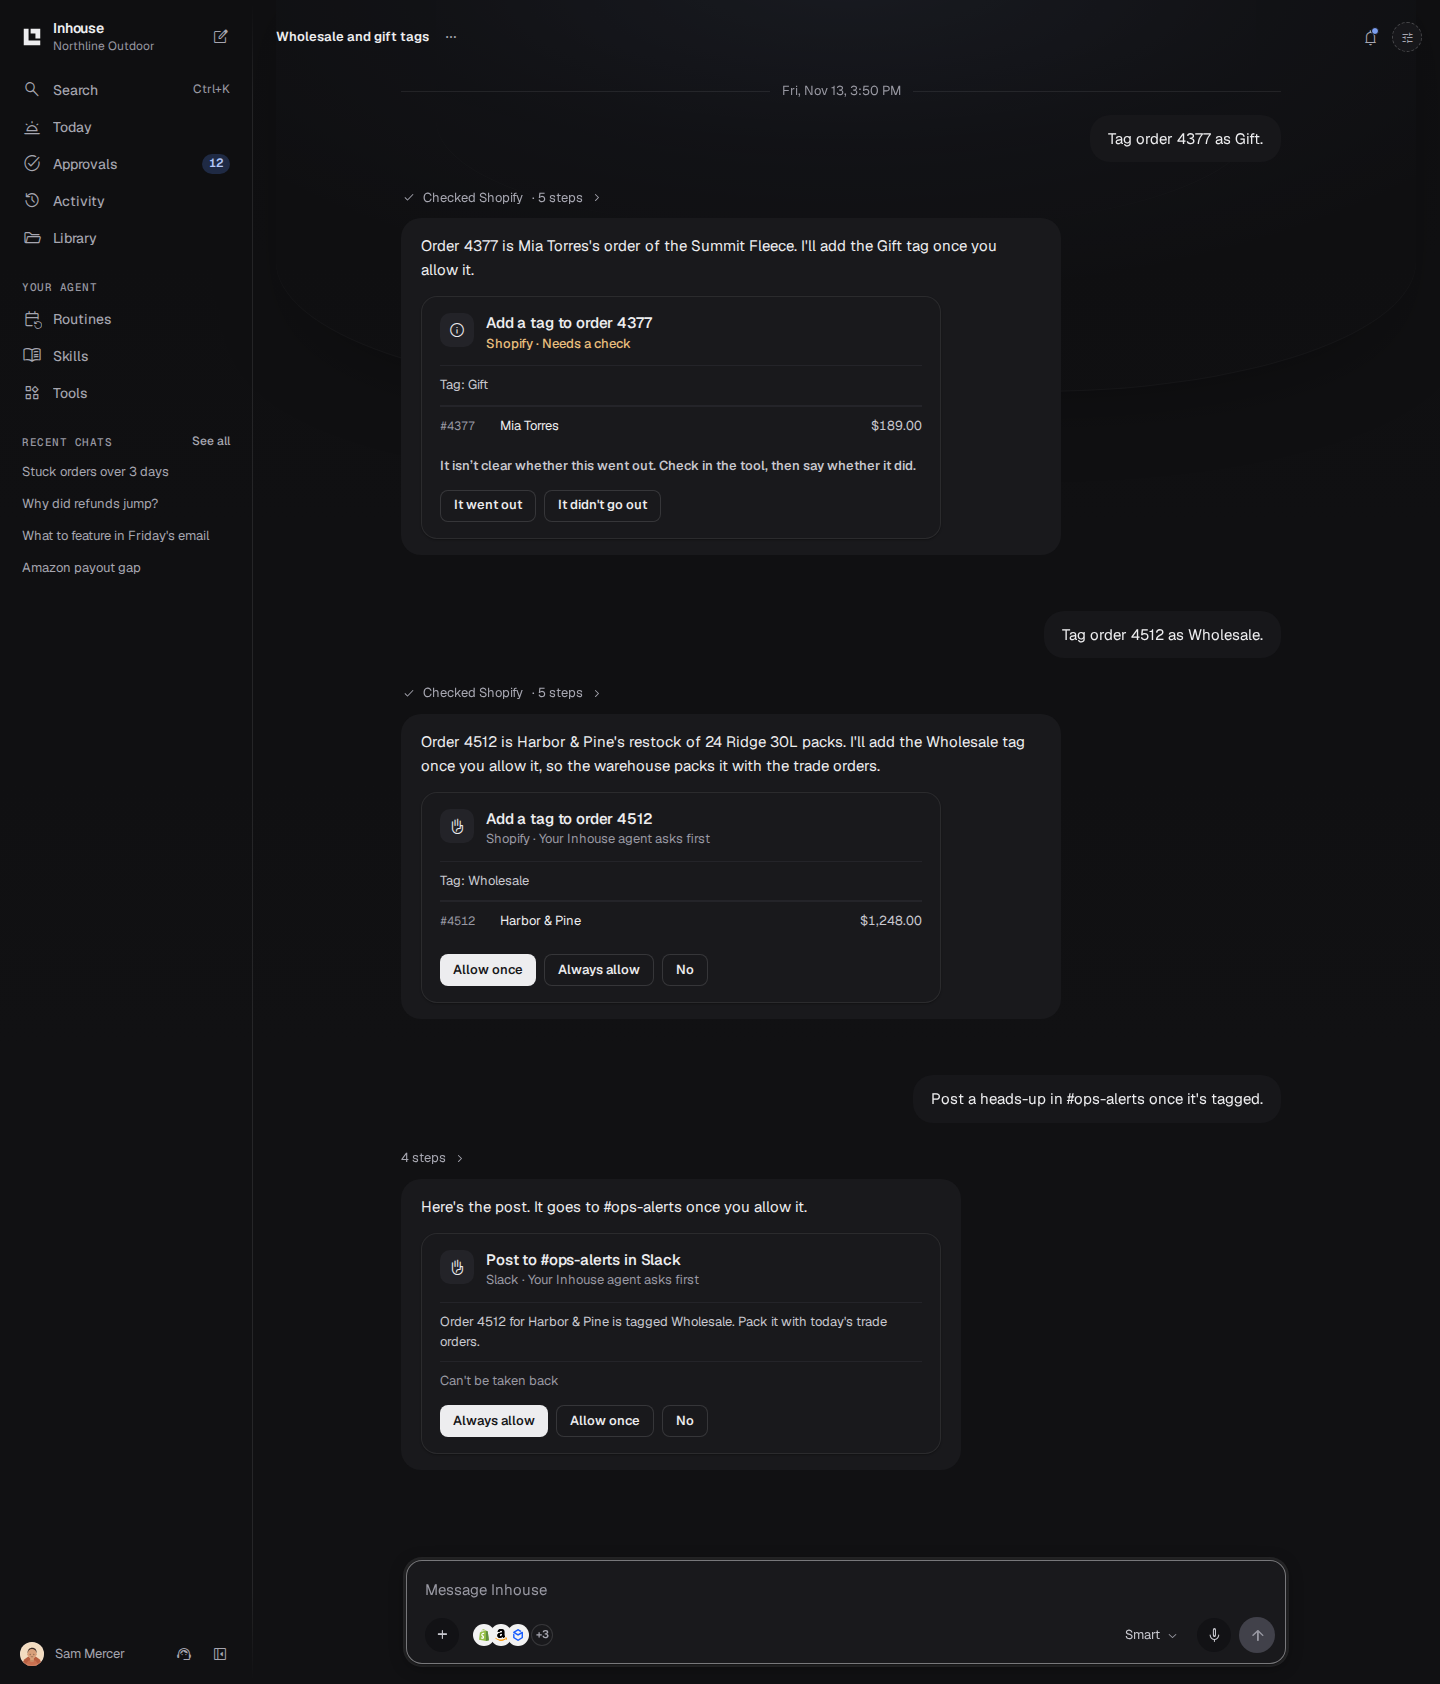 Inhouse
Northline Outdoor
Search Ctrl+K
Today
Approvals 12
Activity
Library
YOUR AGENT
Routines
Skills
Tools
RECENT CHATS See all
Stuck orders over 3 days
Why did refunds jump?
What to feature in Friday's email
Amazon payout gap
Sam Mercer
Wholesale and gift tags
Fri, Nov 13, 3:50 PM
Tag order 4377 as Gift.
Checked Shopify · 5 steps
Order 4377 is Mia Torres's order of the Summit Fleece. I'll add the Gift tag once you
allow it.
Add a tag to order 4377
Shopify · Needs a check
Tag: Gift
#4377 Mia Torres $189.00
It isn't clear whether this went out. Check in the tool, then say whether it did.
It went out It didn't go out
Tag order 4512 as Wholesale.
Checked Shopify · 5 steps
Order 4512 is Harbor & Pine's restock of 24 Ridge 30L packs. I'll add the Wholesale tag
once you allow it, so the warehouse packs it with the trade orders.
Add a tag to order 4512
Shopify · Your Inhouse agent asks first
Tag: Wholesale
#4512 Harbor & Pine $1,248.00
Allow once Always allow No
Post a heads-up in #ops-alerts once it's tagged.
4 steps
Here's the post. It goes to #ops-alerts once you allow it.
Post to #ops-alerts in Slack
Slack · Your Inhouse agent asks first
Order 4512 for Harbor & Pine is tagged Wholesale. Pack it with today's trade
orders.
Can't be taken back
Always allow Allow once No
Message Inhouse
+3 Smart